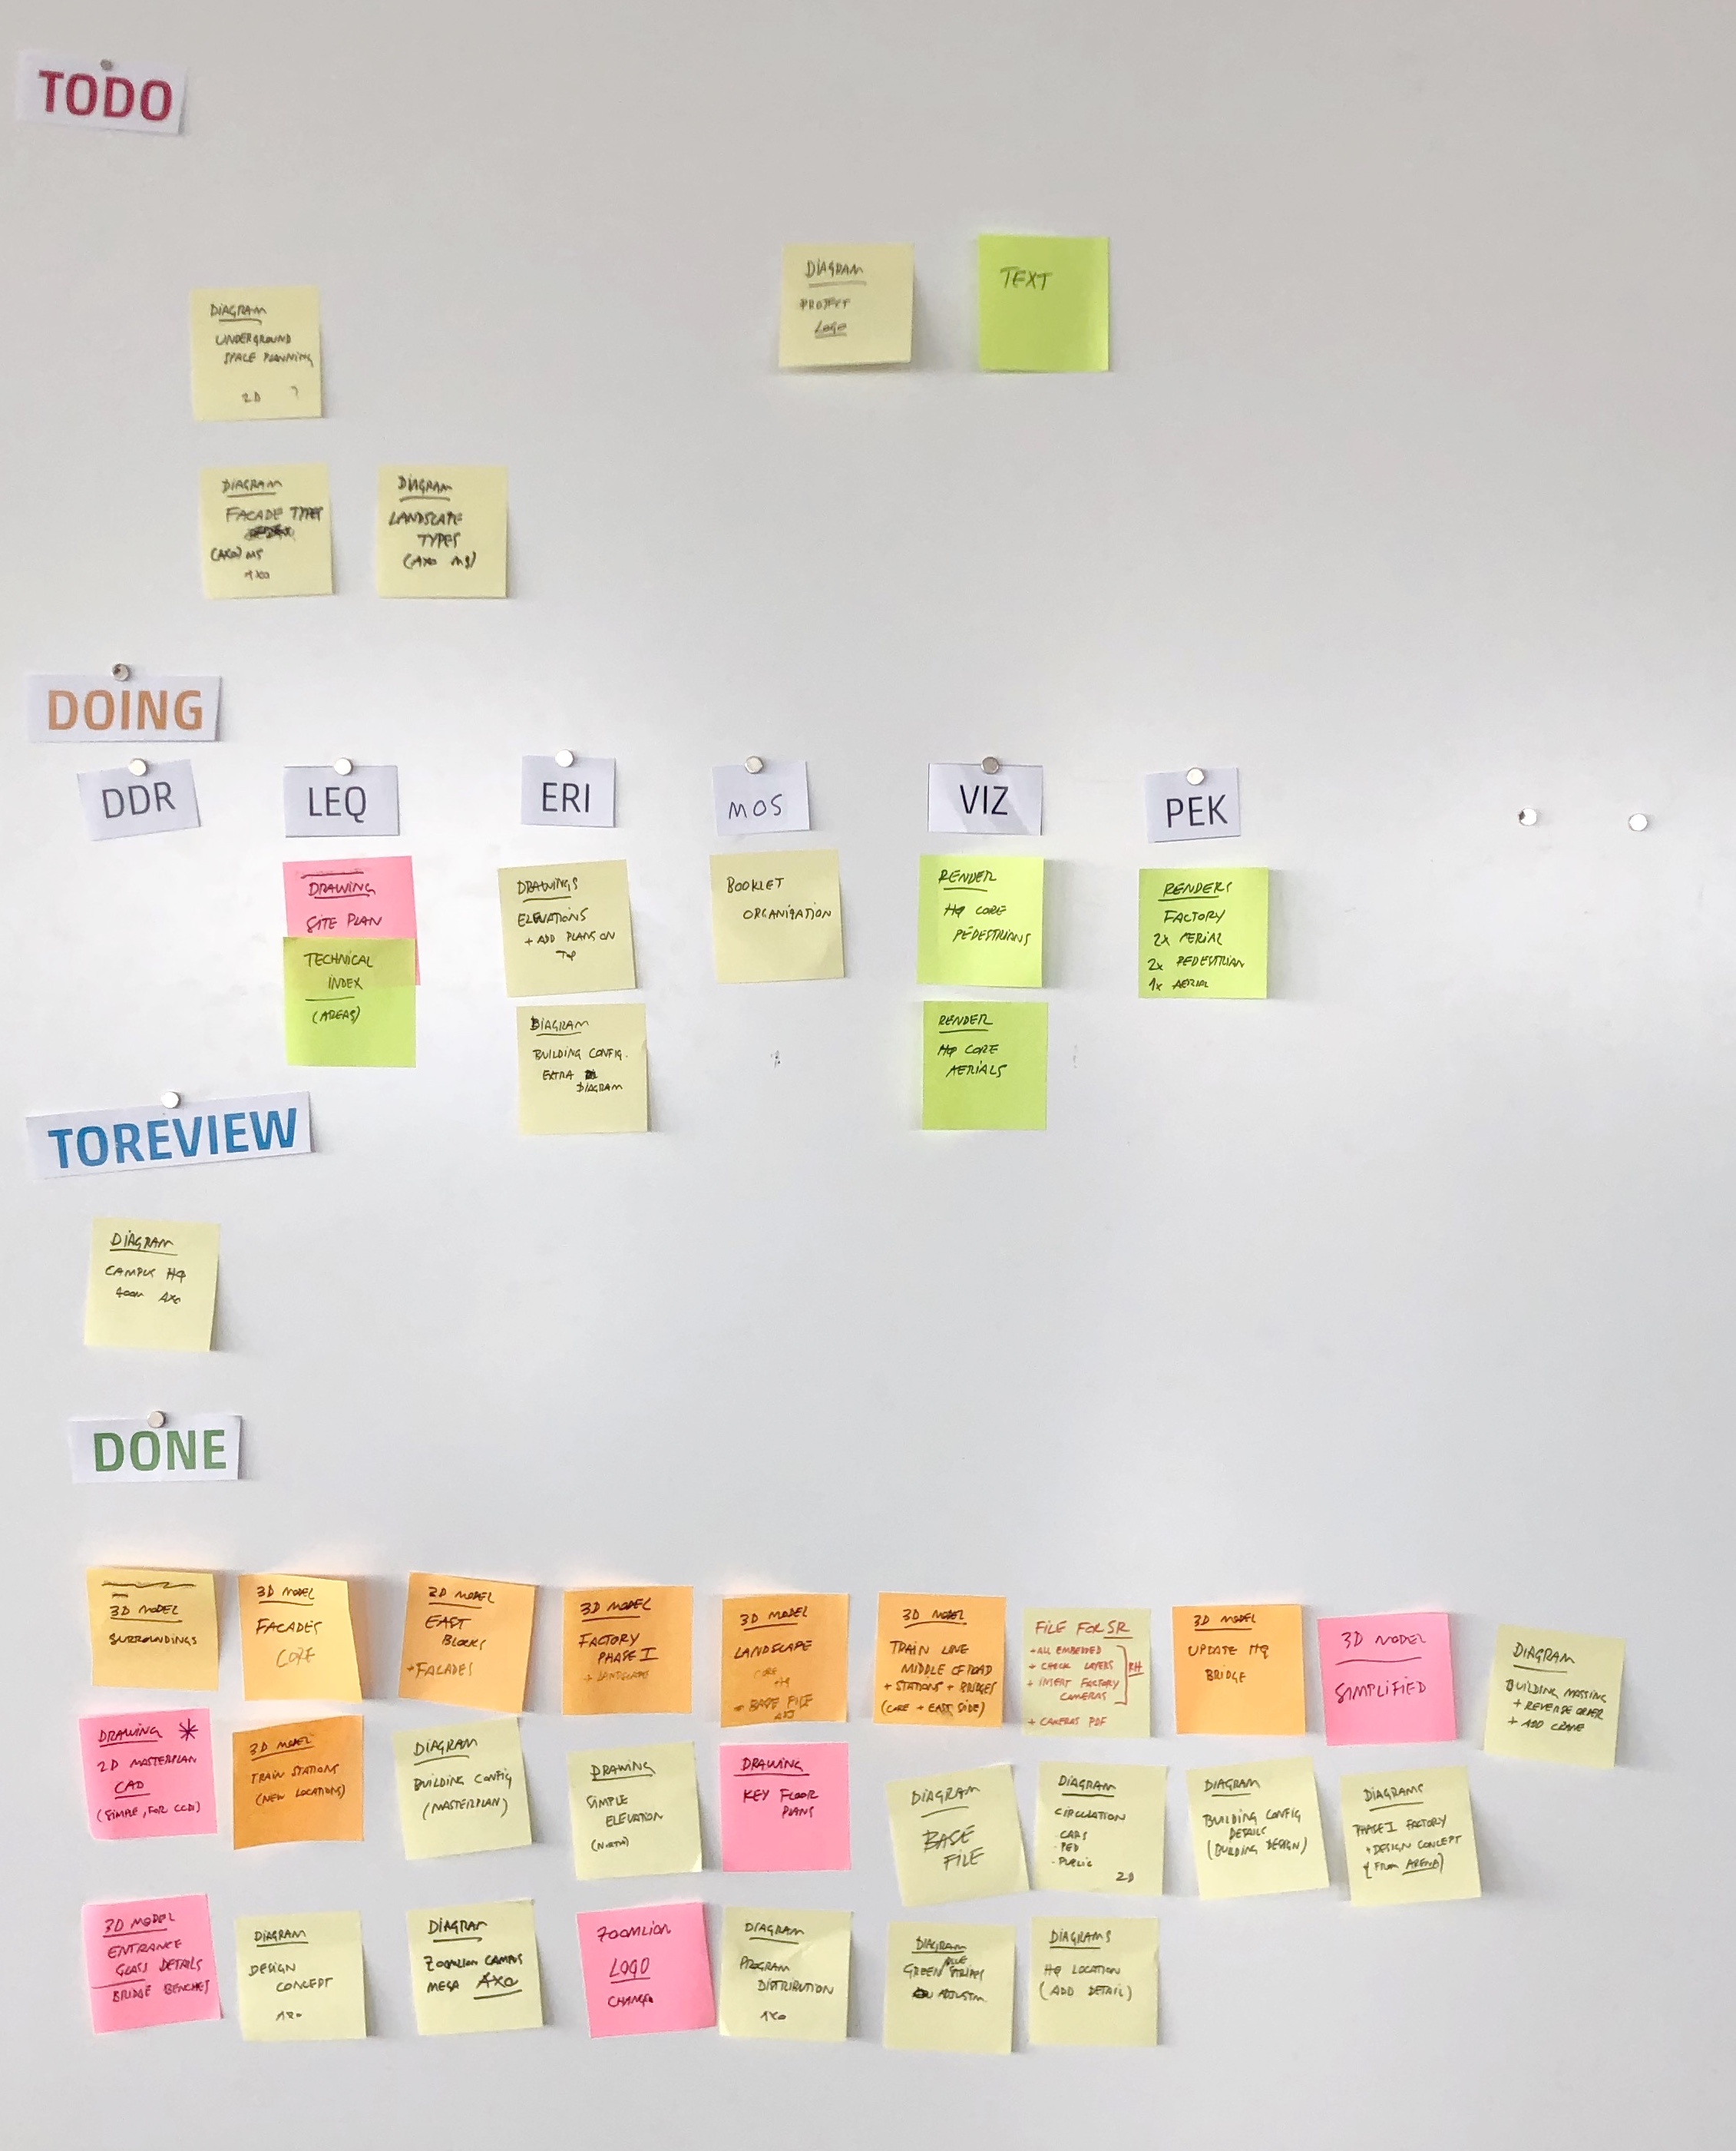 TODO
DIAGRAM
PROJECT
LOGO
TEXT
DIAGRAM
UNDERGROUND
SPACE PLANNING
2D ?
DIAGRAM
FACADE TYPES
(AXO) M5
AXO
DIAGRAM
LANDSCAPE
TYPES
(AXO M3)
DOING
DDR
LEQ
ERI
MOS
VIZ
PEK
DRAWING
SITE PLAN
TECHNICAL
INDEX
(AREAS)
DRAWINGS
ELEVATIONS
+ ADD PLANS ON
TOP
DIAGRAM
BUILDING CONFIG.
EXTRA
DIAGRAM
BOOKLET
ORGANISATION
RENDER
HQ CORE
PEDESTRIANS
RENDER
HQ CORE
AERIALS
RENDERS
FACTORY
2x AERIAL
2x PEDESTRIAN
1x AERIAL
TOREVIEW
DIAGRAM
CAMPUS HQ
ZOOM AXO
DONE
3D MODEL
SURROUNDINGS
3D MODEL
FACADES
CORE
3D MODEL
EAST
BLOCKS
+FACADES
3D MODEL
FACTORY
PHASE I
+ LANDSCAPE
3D MODEL
LANDSCAPE
CORE
+ BASE FILE
ADJ
3D MODEL
TRAIN LINE
MIDDLE OF ROAD
+ STATIONS + BRIDGES
(CORE + EAST SIDE)
FILE FOR SR
+ ALL EMBEDDED
+ CHECK LAYERS
+ INSERT FACTORY
CAMERAS
RH
+ CAMERAS PDF
3D MODEL
UPDATE HQ
BRIDGE
3D MODEL
SIMPLIFIED
DIAGRAM
BUILDING MASSING
+ REVERSE ORDER
+ ADD CRANE
DRAWING *
2D MASTERPLAN
CAD
(SIMPLE, FOR CCDI)
3D MODEL
TRAIN STATIONS
(NEW LOCATIONS)
DIAGRAM
BUILDING CONFIG
(MASTERPLAN)
DRAWING
SIMPLE
ELEVATION
(NORTH)
DRAWING
KEY FLOOR
PLANS
DIAGRAM
BASE
FILE
DIAGRAM
CIRCULATION
- CARS
- PED
- PUBLIC
2D
DIAGRAM
BUILDING CONFIG
DETAILS
(BUILDING DESIGN)
DIAGRAMS
PHASE I FACTORY
+ DESIGN CONCEPT
(FROM ARENA)
3D MODEL
ENTRANCE
GLASS DETAILS
BRIDGE BENCHES
DIAGRAM
DESIGN
CONCEPT
AXO
DIAGRAM
ZOOMLION CAMPUS
MEGA AXO
ZOOMLION
LOGO
CHANGE
DIAGRAM
PROGRAM
DISTRIBUTION
AXO
DIAGRAM
BLUE
GREEN STRIPES
ADJUSTM.
DIAGRAMS
HQ LOCATION
(ADD DETAIL)